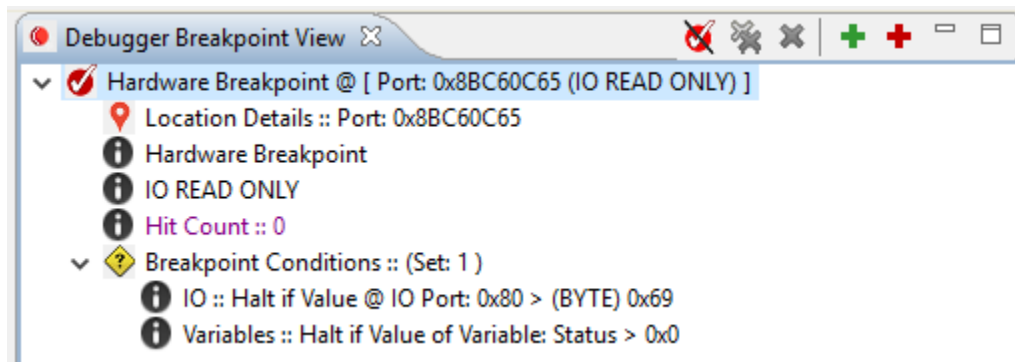 Debugger Breakpoint View
Hardware Breakpoint @ [ Port: 0x8BC60C65 (IO READ ONLY) ]
Location Details :: Port: 0x8BC60C65
Hardware Breakpoint
IO READ ONLY
Hit Count :: 0
Breakpoint Conditions :: (Set: 1 )
IO :: Halt if Value @ IO Port: 0x80 > (BYTE) 0x69
Variables :: Halt if Value of Variable: Status > 0x0